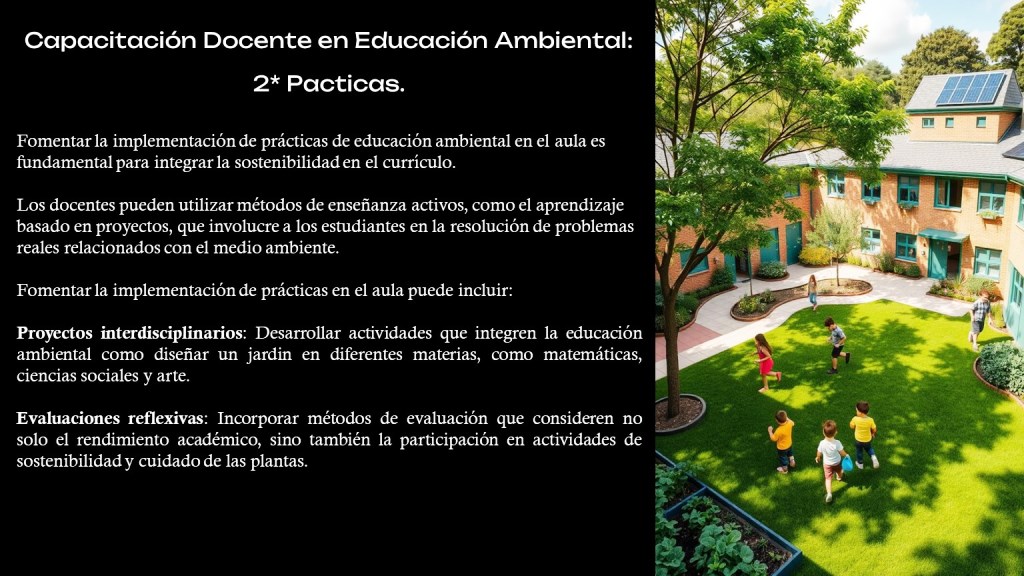 Capacitación Docente en Educación Ambiental:
2* Pacticas.
Fomentar la implementación de prácticas de educación ambiental en el aula es
fundamental para integrar la sostenibilidad en el currículo.
Los docentes pueden utilizar métodos de enseñanza activos, como el aprendizaje
basado en proyectos, que involucre a los estudiantes en la resolución de problemas
reales relacionados con el medio ambiente.
Fomentar la implementación de prácticas en el aula puede incluir:
Proyectos interdisciplinarios: Desarrollar actividades que integren la educación
ambiental como diseñar un jardin en diferentes materias, como matemáticas,
ciencias sociales y arte.
Evaluaciones reflexivas: Incorporar métodos de evaluación que consideren no
solo el rendimiento académico, sino también la participación en actividades de
sostenibilidad y cuidado de las plantas.